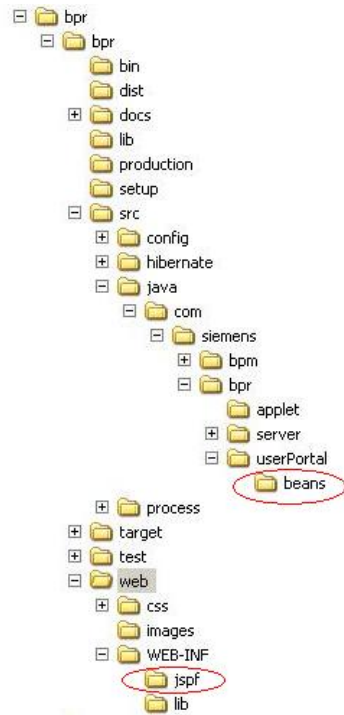 bpr
bpr
bin
dist
docs
lib
production
setup
src
config
hibernate
java
com
siemens
bpm
bpr
applet
server
userPortal
beans
process
target
test
web
css
images
WEB-INF
jspf
lib